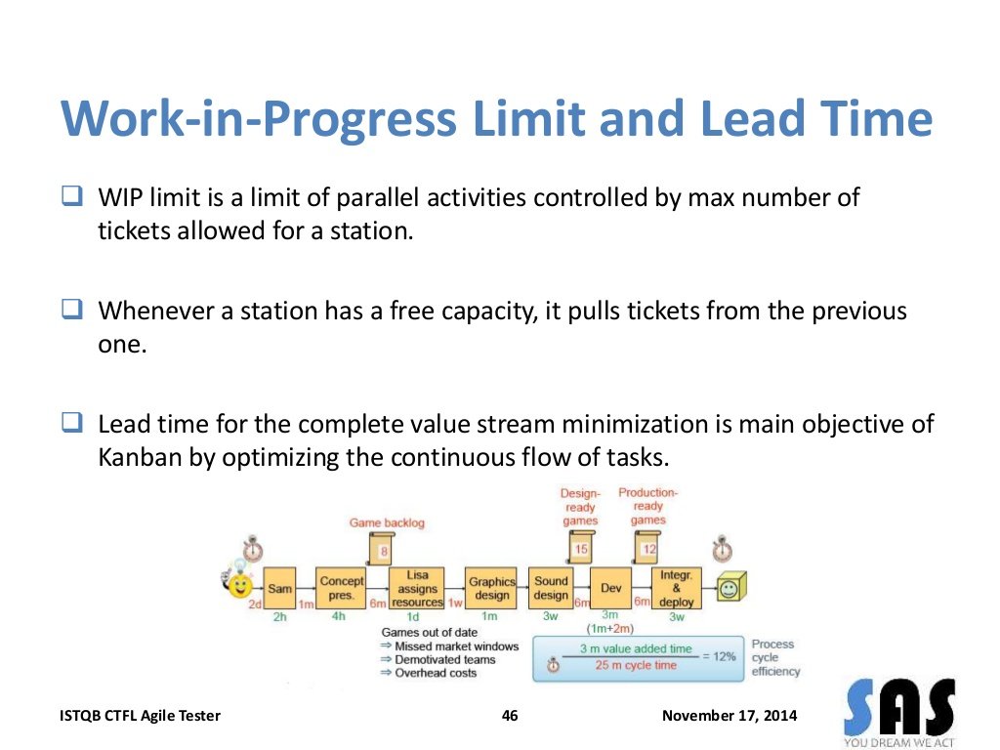 Work-in-Progress Limit and Lead Time
WIP limit is a limit of parallel activities controlled by max number of
tickets allowed for a station.
Whenever a station has a free capacity, it pulls tickets from the previous
one.
Lead time for the complete value stream minimization is main objective of
Kanban by optimizing the continuous flow of tasks.
Design-
ready
games
Production-
ready
games
Game backlog
8
15
12
Sam
Concept
pres.
Lisa
assigns
resources
Graphics
design
Sound
design
Dev
Integr.
&
deploy
2d
1m
6m
1w
6m
6m
2h
4h
1d
1m
3w
3m
(1m+2m)
3w
Games out of date
⇒ Missed market windows
⇒ Demotivated teams
⇒ Overhead costs
3 m value added time
25 m cycle time
= 12%
Process
cycle
efficiency
ISTQB CTFL Agile Tester
46
November 17, 2014
SAS
YOU DREAM WE ACT